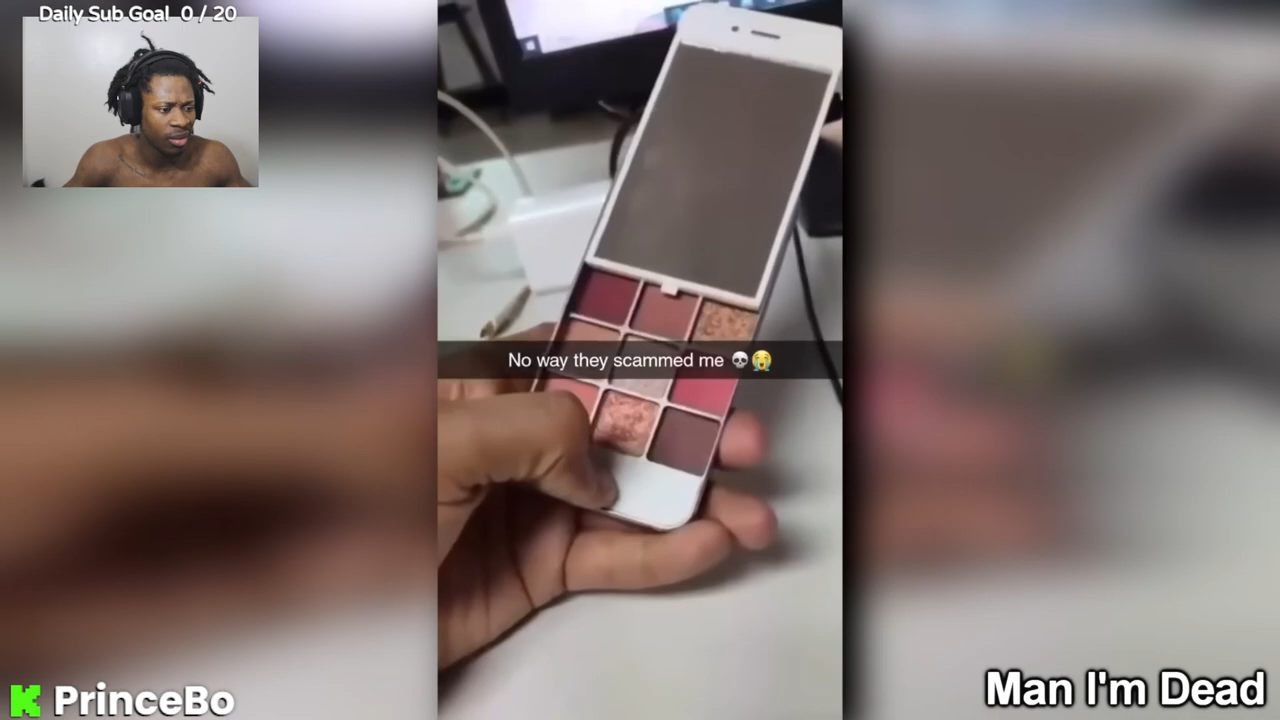 Daily Sub Goal 0 / 20
No way they scammed me 💀😭
PrinceBo
Man I'm Dead